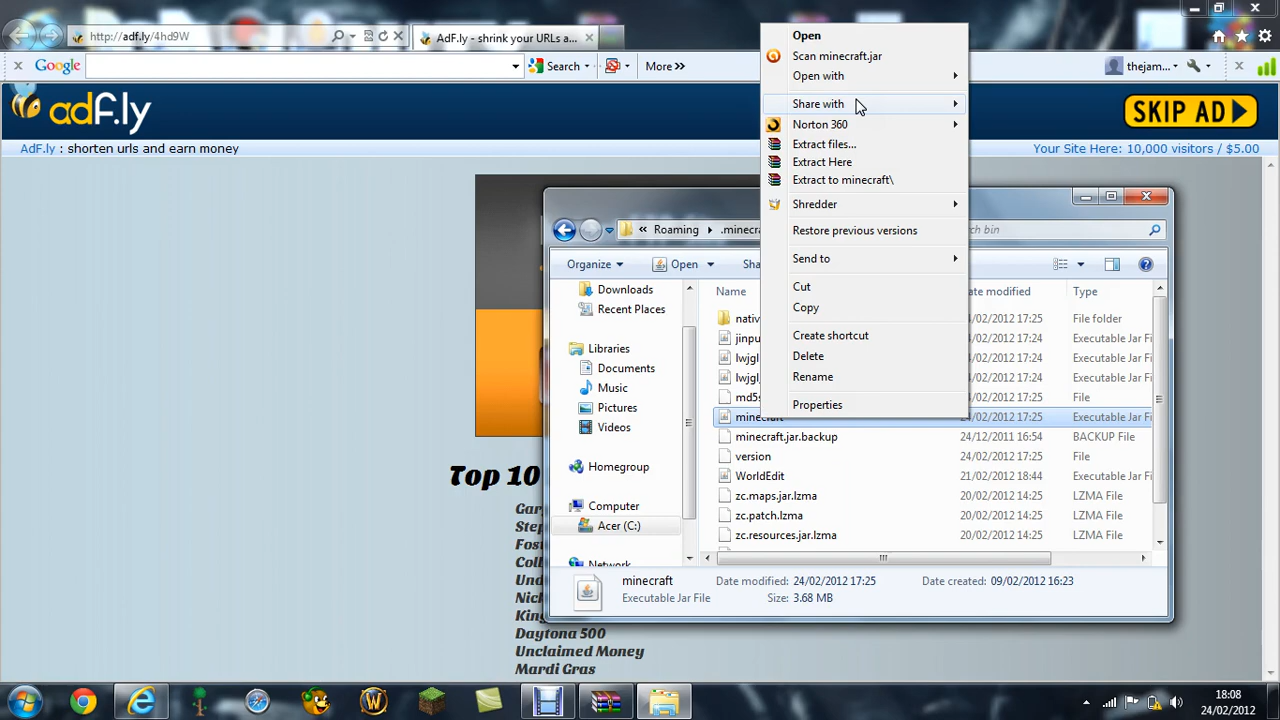 http://adf.ly/4hd9W
AdF.ly - shrink your URLs a...
Google
Search
More »
thejam...
adf.ly
SKIP AD
AdF.ly : shorten urls and earn money
Your Site Here: 10,000 visitors / $5.00
Open
Scan minecraft.jar
Open with
Share with
Norton 360
Extract files...
Extract Here
Extract to minecraft\
Shredder
Restore previous versions
Send to
Cut
Copy
Create shortcut
Delete
Rename
Properties
« Roaming
.minecra
ch bin
Organize
Open
Sha
Name
ate modified
Type
Downloads
Recent Places
Libraries
Documents
Music
Pictures
Videos
Homegroup
Computer
Acer (C:)
Network
nativ
24/02/2012 17:25
File folder
jinpu
24/02/2012 17:24
Executable Jar Fi
lwjgl
24/02/2012 17:24
Executable Jar Fi
lwjgl_
24/02/2012 17:24
Executable Jar Fi
md5s
24/02/2012 17:25
File
minecraft
24/02/2012 17:25
Executable Jar Fi
minecraft.jar.backup
24/12/2011 16:54
BACKUP File
version
24/02/2012 17:25
File
WorldEdit
21/02/2012 18:44
Executable Jar Fi
zc.maps.jar.lzma
20/02/2012 14:25
LZMA File
zc.patch.lzma
20/02/2012 14:25
LZMA File
zc.resources.jar.lzma
20/02/2012 14:25
LZMA File
minecraft
Date modified: 24/02/2012 17:25
Date created: 09/02/2012 16:23
Executable Jar File
Size: 3.68 MB
Top 10
Gar
Step
Fost
Coll
Und
Nick
King
Daytona 500
Unclaimed Money
Mardi Gras
18:08
24/02/2012